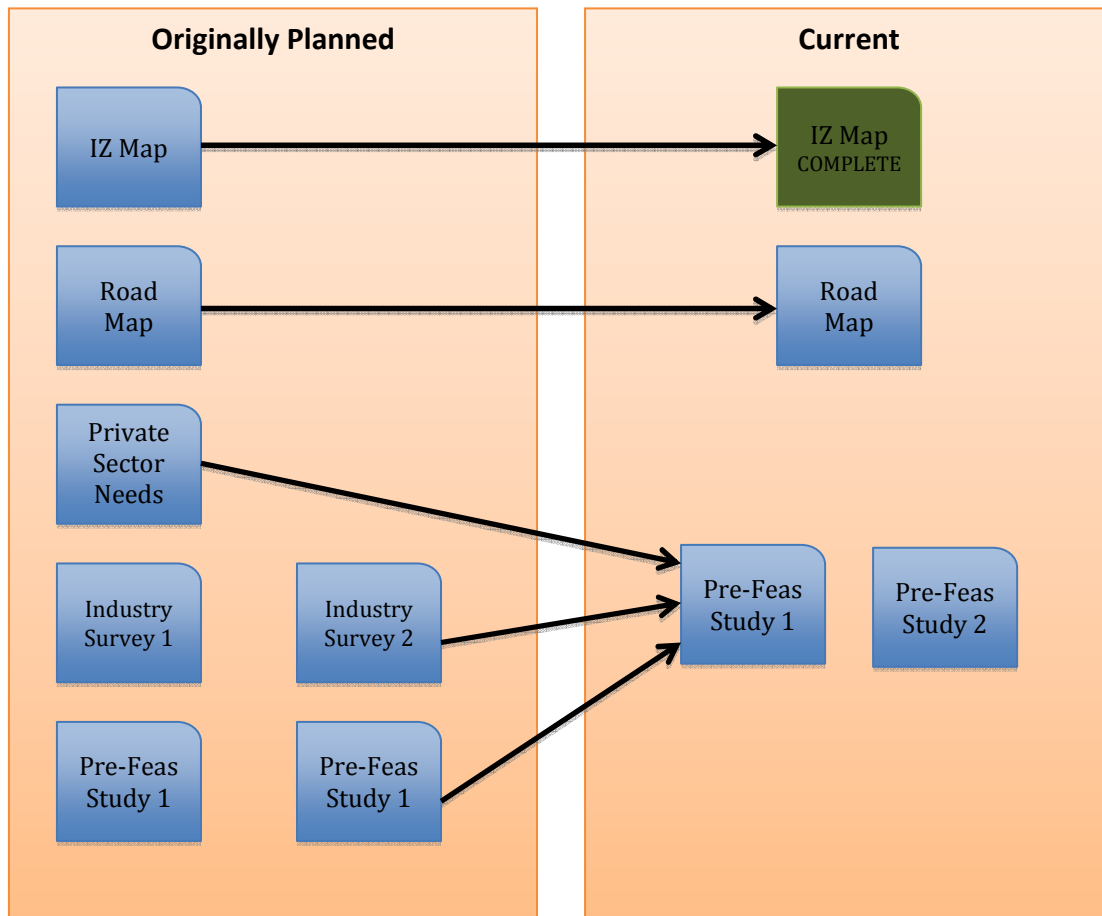 Originally Planned
IZ Map
Road
Map
Private
Sector
Needs
Industry
Survey 1
Industry
Survey 2
Pre-Feas
Study 1
Pre-Feas
Study 1
Current
IZ Map
COMPLETE
Road
Map
Pre-Feas
Study 1
Pre-Feas
Study 2